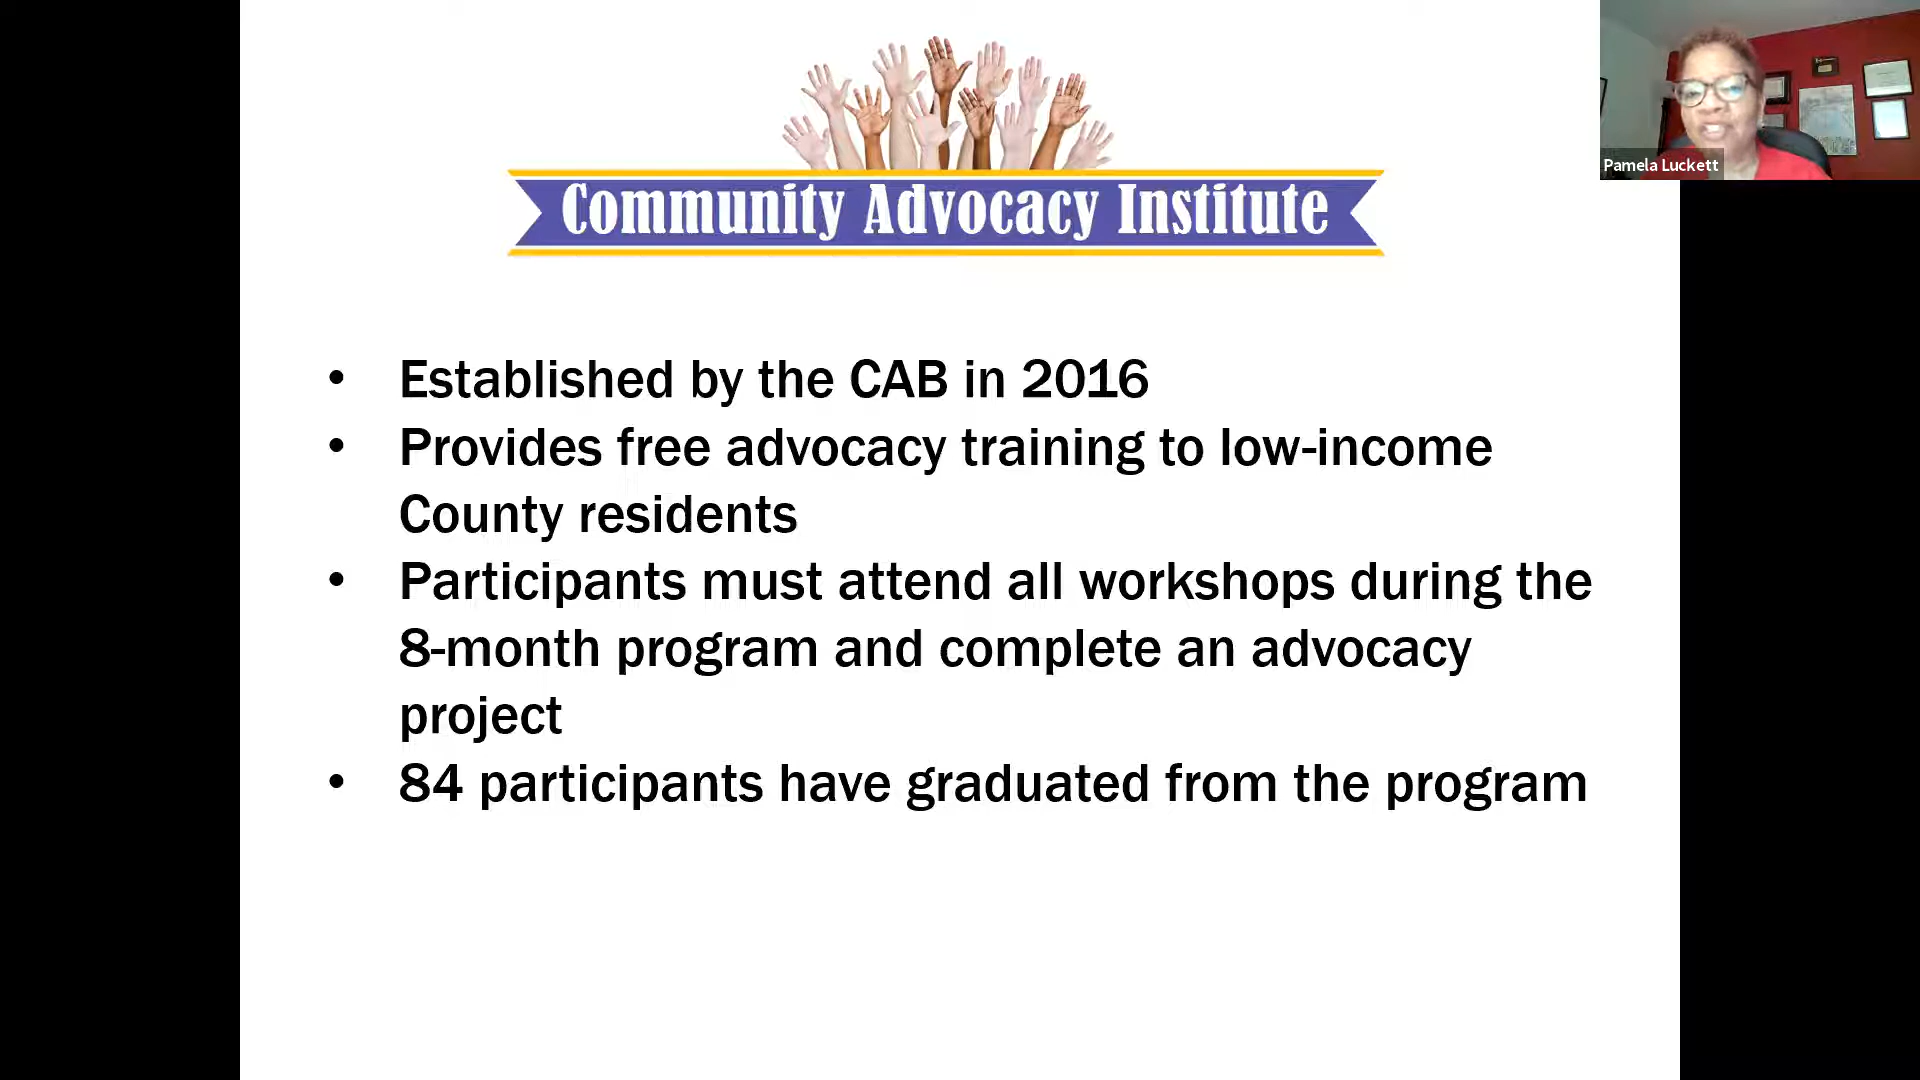 Community Advocacy Institute
Pamela Luckett
• Established by the CAB in 2016
• Provides free advocacy training to low-income
County residents
• Participants must attend all workshops during the
8-month program and complete an advocacy
project
• 84 participants have graduated from the program